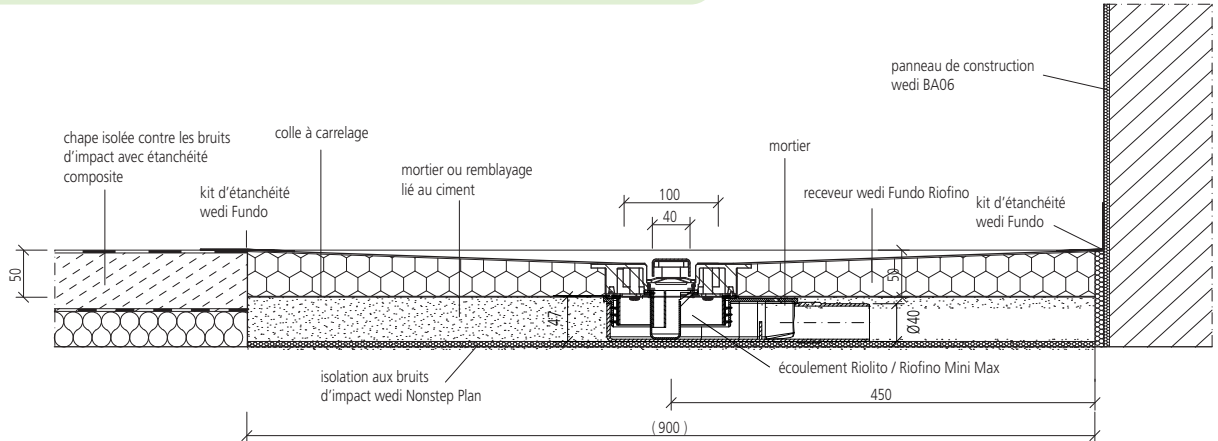 panneau de construction
wedi BA06
chape isolée contre les bruits
d'impact avec étanchéité
composite
colle à carrelage
mortier ou remblayage
lié au ciment
mortier
kit d'étanchéité
wedi Fundo
100
receveur wedi Fundo Riofino
kit d'étanchéité
wedi Fundo
40
50
50
47
Ø40
isolation aux bruits
d'impact wedi Nonstep Plan
écoulement Riolito / Riofino Mini Max
450
( 900 )